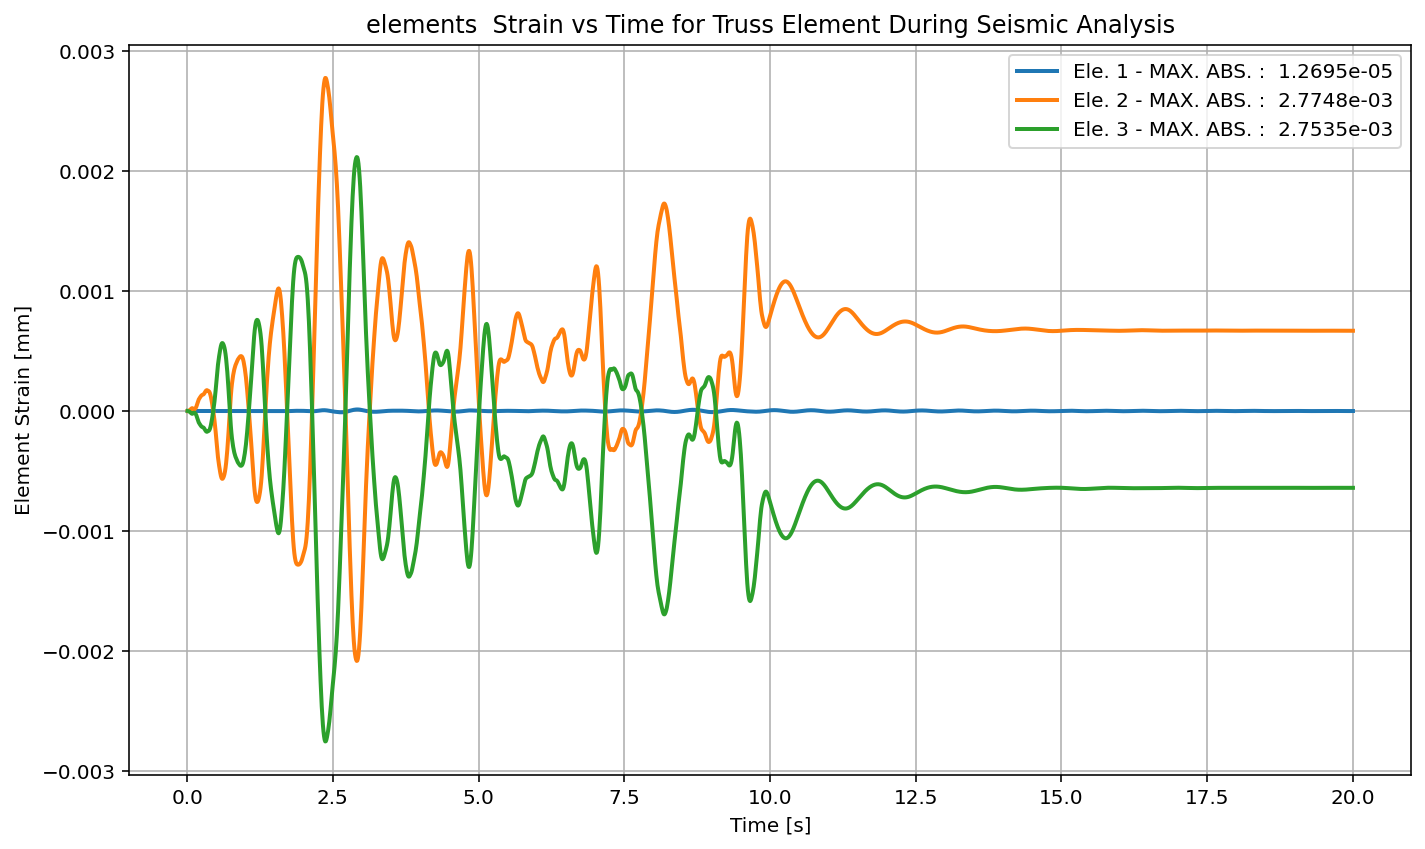 elements  Strain vs Time for Truss Element During Seismic Analysis
Ele. 1 - MAX. ABS. :  1.2695e-05
Ele. 2 - MAX. ABS. :  2.7748e-03
Ele. 3 - MAX. ABS. :  2.7535e-03
Element Strain [mm]
0.003
0.002
0.001
0.000
−0.001
−0.002
−0.003
0.0 2.5 5.0 7.5 10.0 12.5 15.0 17.5 20.0
Time [s]